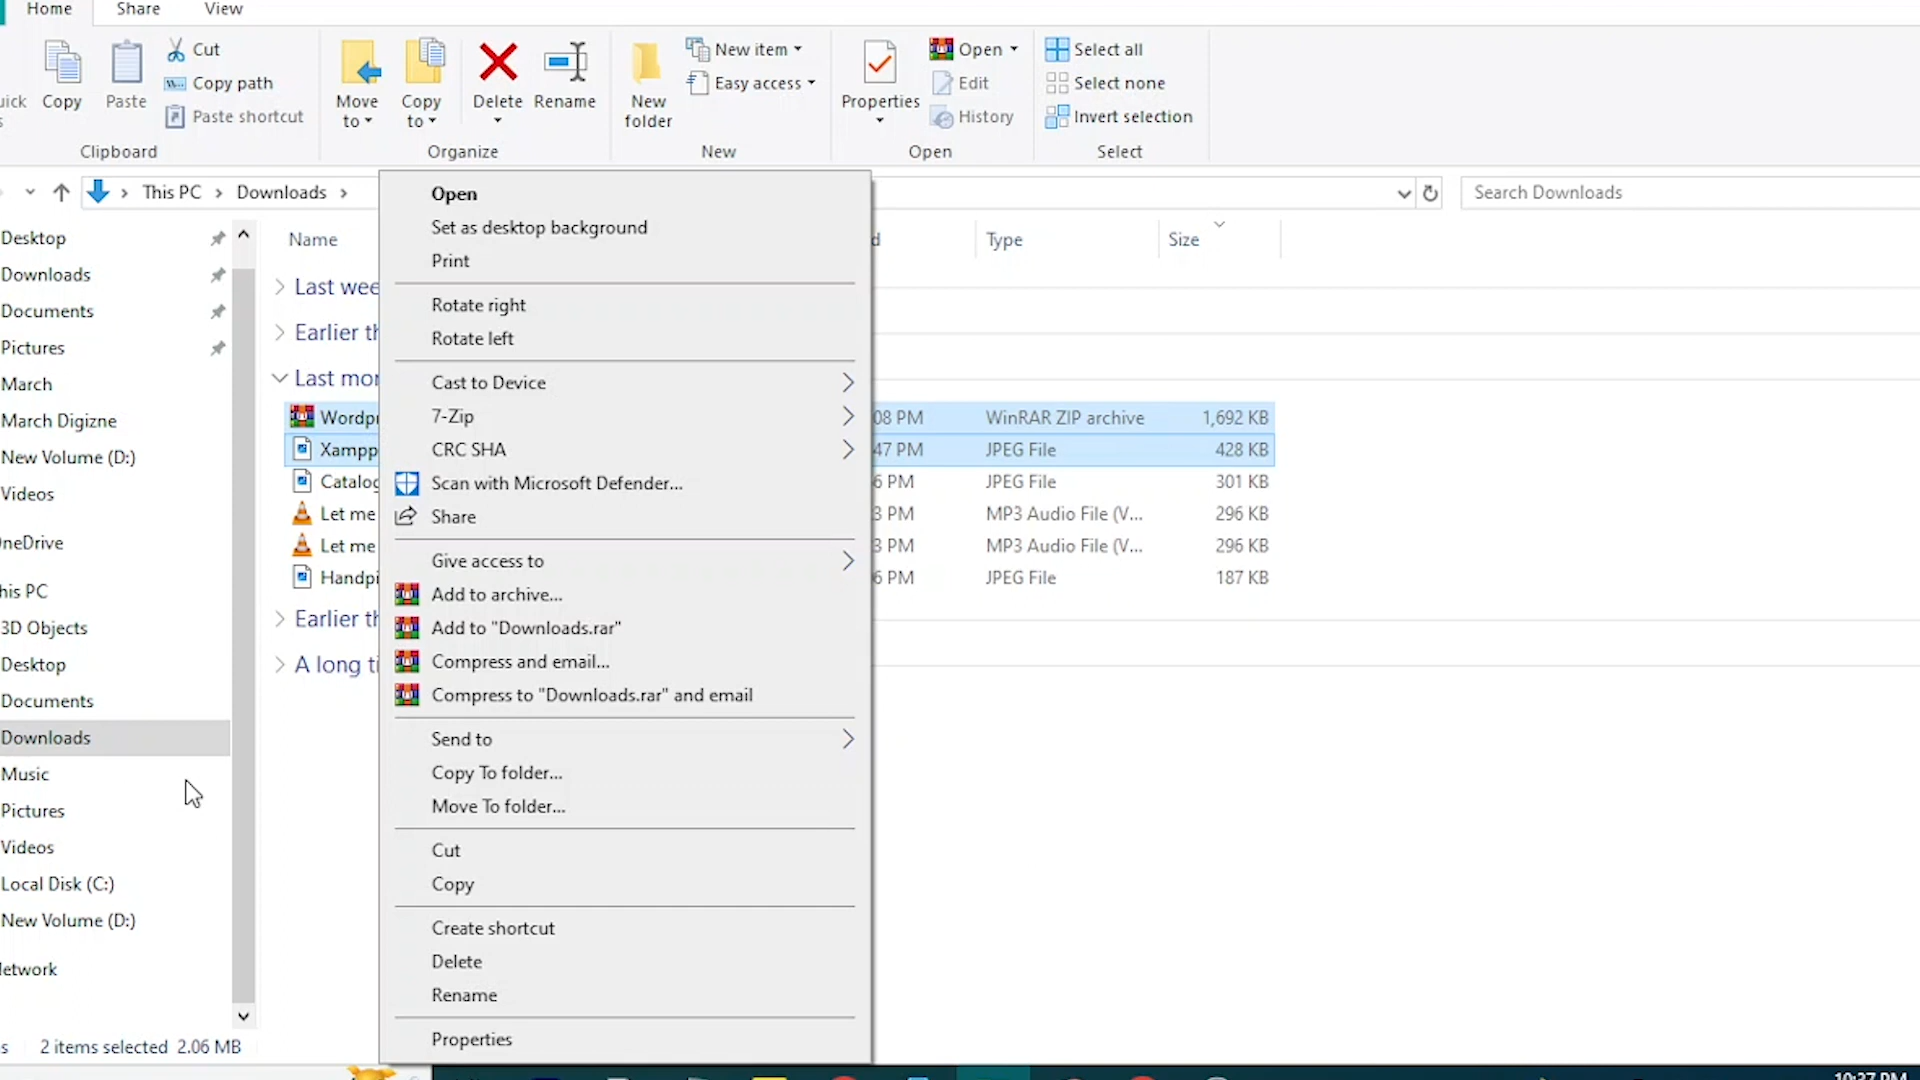 Home Share View
Cut
Copy path
Paste shortcut
Copy
Paste
Clipboard
Move to
Copy to
Delete
Rename
Organize
New folder
New item
Easy access
New
Properties
Open
Edit
History
Open
Select all
Select none
Invert selection
Select
This PC
Downloads
Search Downloads
Desktop
Downloads
Documents
Pictures
March
March Digizne
New Volume (D:)
Videos
neDrive
his PC
3D Objects
Desktop
Documents
Downloads
Music
Pictures
Videos
Local Disk (C:)
New Volume (D:)
etwork
Name d Type Size
Last wee
Earlier th
Last mor
Wordpr 08 PM WinRAR ZIP archive 1,692 KB
Xampp 47 PM JPEG File 428 KB
Catalog 6 PM JPEG File 301 KB
Let me 3 PM MP3 Audio File (V... 296 KB
Let me 3 PM MP3 Audio File (V... 296 KB
Handpi 6 PM JPEG File 187 KB
Earlier th
A long ti
Open
Set as desktop background
Print
Rotate right
Rotate left
Cast to Device
7-Zip
CRC SHA
Scan with Microsoft Defender...
Share
Give access to
Add to archive...
Add to "Downloads.rar"
Compress and email...
Compress to "Downloads.rar" and email
Send to
Copy To folder...
Move To folder...
Cut
Copy
Create shortcut
Delete
Rename
Properties
s 2 items selected 2.06 MB
10:37 PM